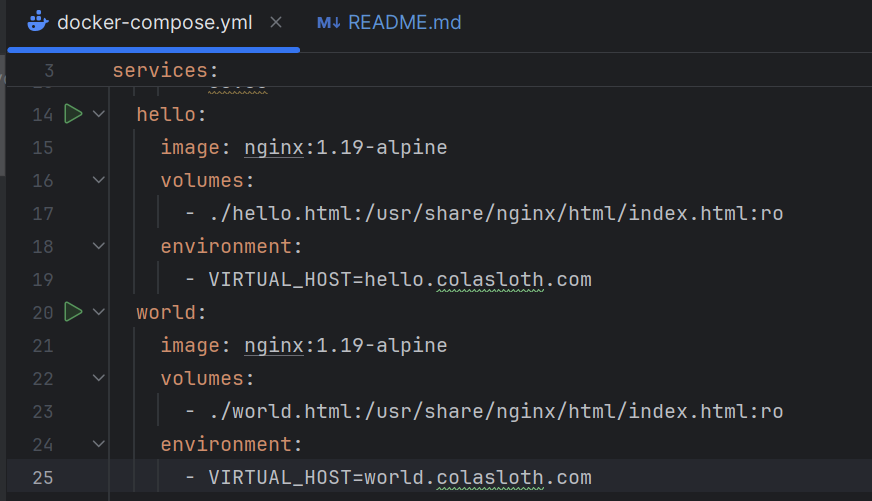 docker-compose.yml README.md
3 services:
14 hello:
15 image: nginx:1.19-alpine
16 volumes:
17 - ./hello.html:/usr/share/nginx/html/index.html:ro
18 environment:
19 - VIRTUAL_HOST=hello.colasloth.com
20 world:
21 image: nginx:1.19-alpine
22 volumes:
23 - ./world.html:/usr/share/nginx/html/index.html:ro
24 environment:
25 - VIRTUAL_HOST=world.colasloth.com